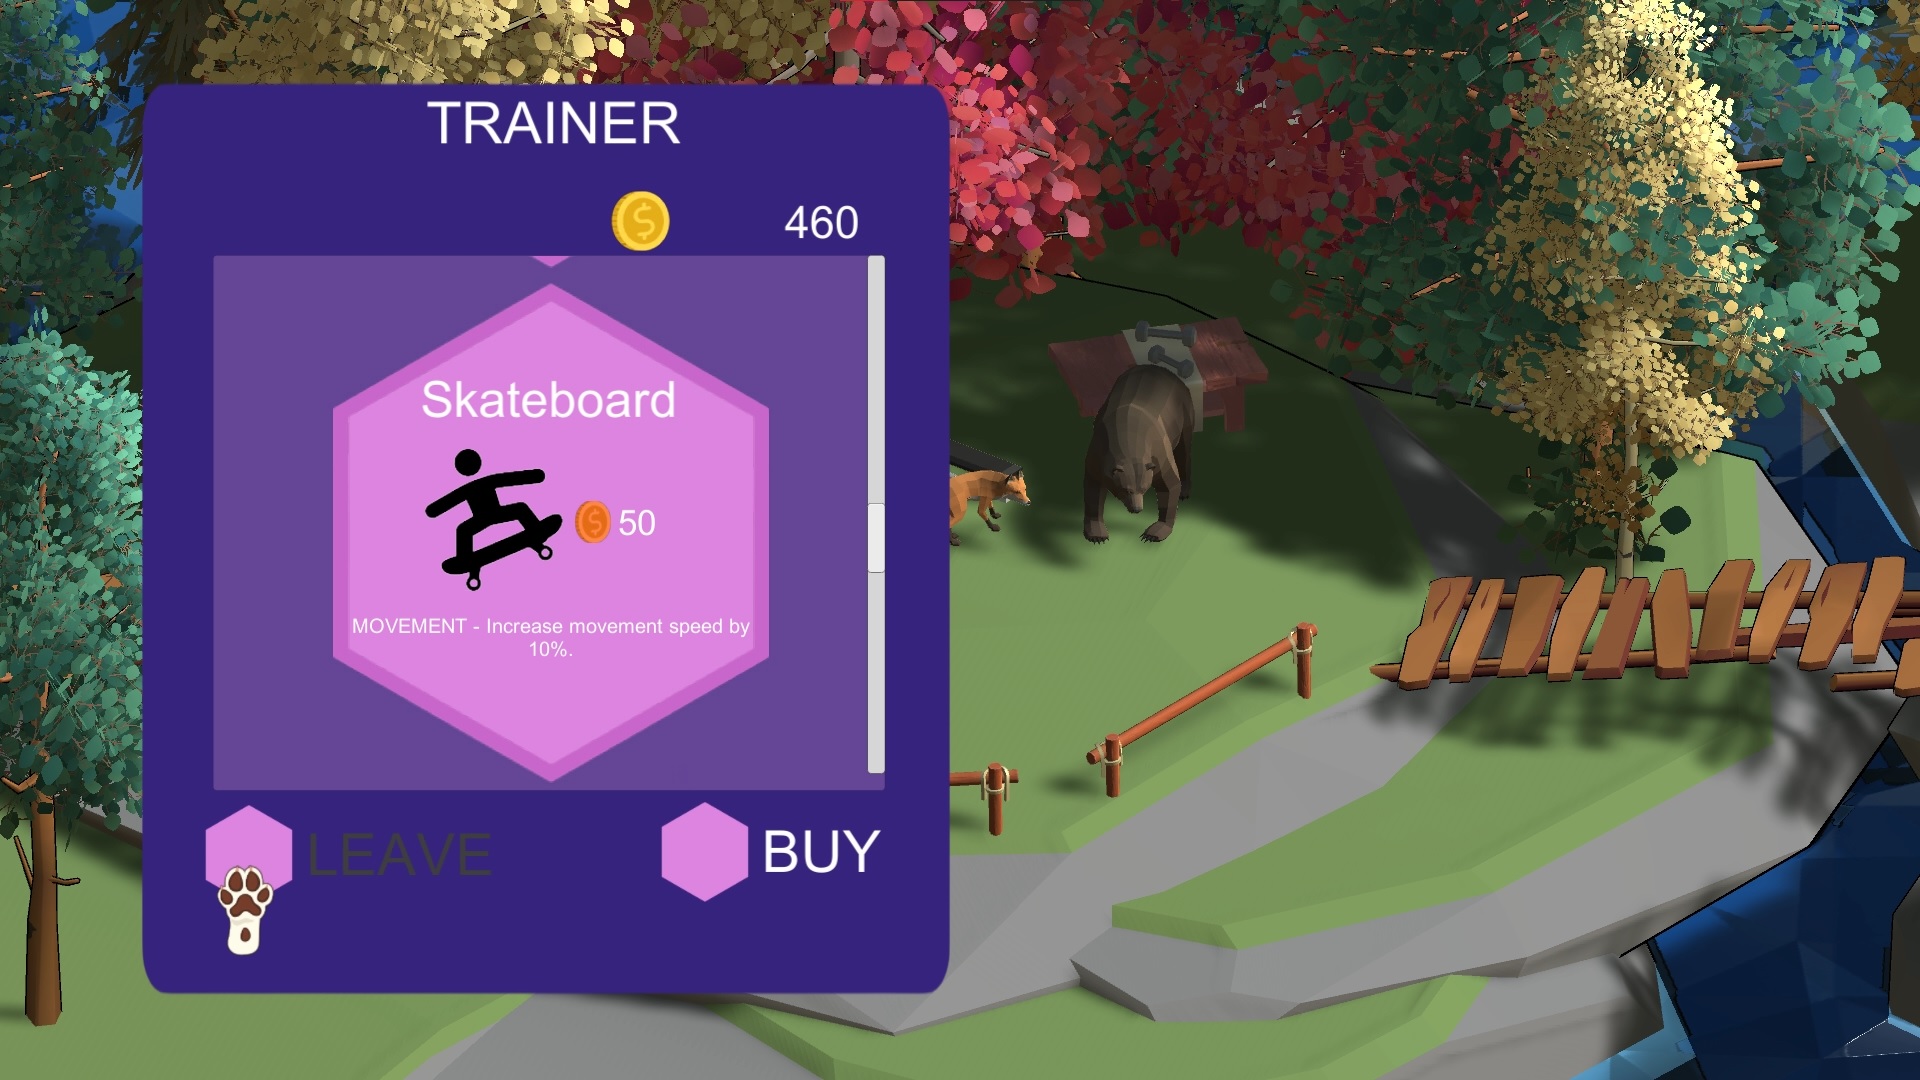 TRAINER
460
Skateboard
50
MOVEMENT - Increase movement speed by
10%.
LEAVE
BUY